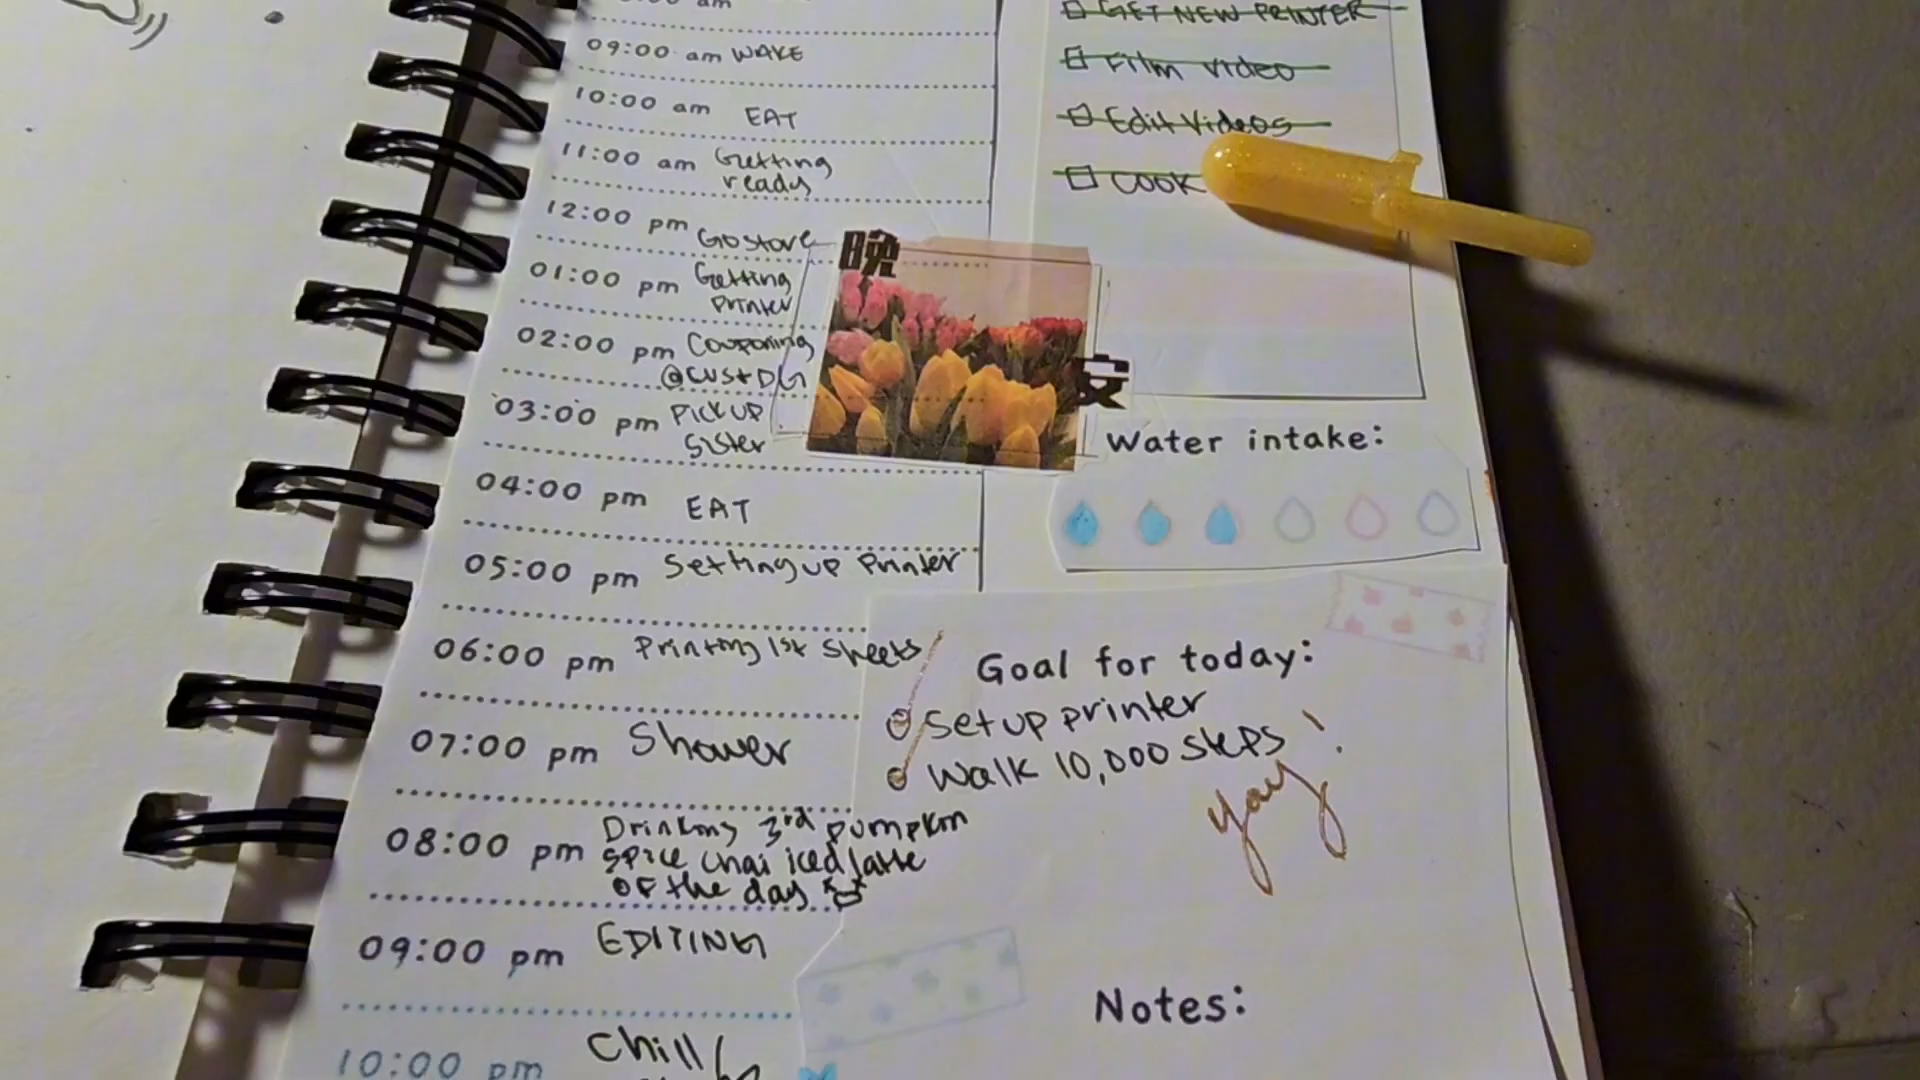 am
09:00 am WAKE
10:00 am EAT
11:00 am Getting
ready
12:00 pm Go store
01:00 pm Getting
Printer
02:00 pm Couponing
@CVS+DG
03:00 pm Pick up
Sister
04:00 pm EAT
05:00 pm Setting up Printer
06:00 pm Printing 1st Sheets
07:00 pm Shower
08:00 pm Drinking 3rd pumpkin
spice chai iced latte
of the day
09:00 pm EDITING
10:00 pm Chill/
GET NEW PRINTER
Film video
Edit Videos
COOK
晚
安
Water intake:
Goal for today:
Set up printer
Walk 10,000 steps !
yay
Notes: